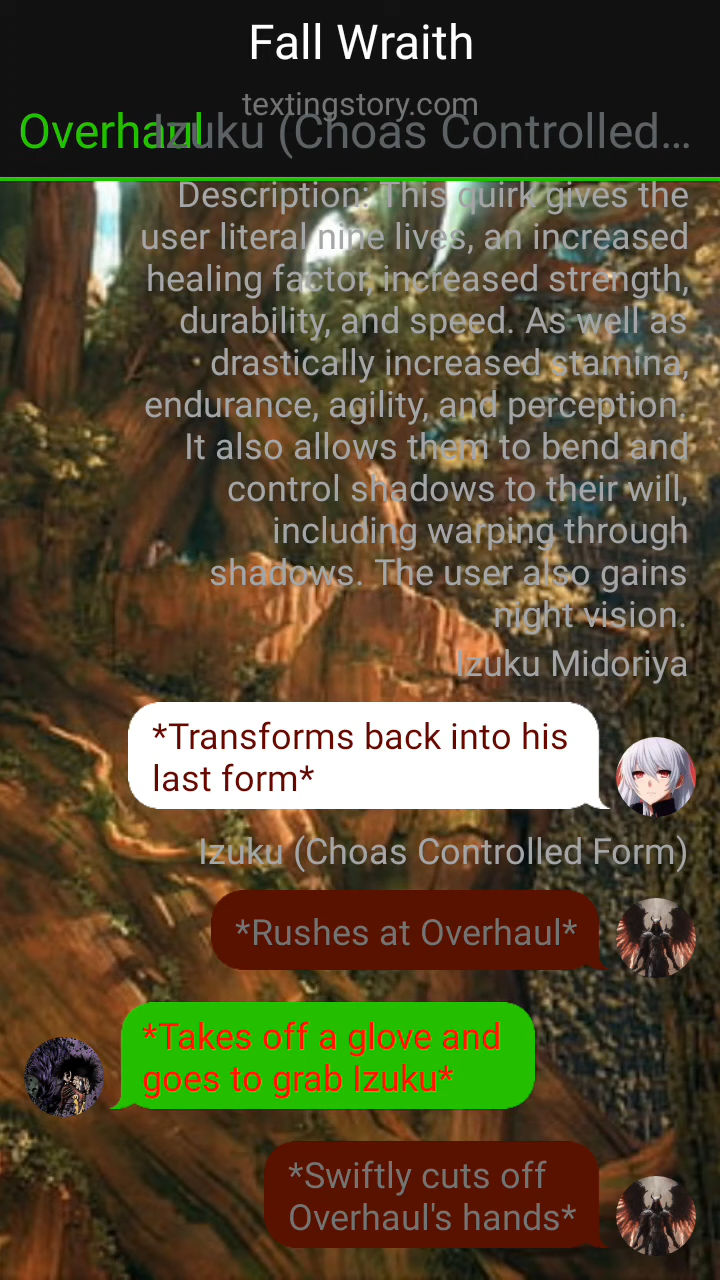 Fall Wraith
textingstory.com
Overhaul
Izuku (Choas Controlled...
Description: This quirk gives the
user literal nine lives, an increased
healing factor, increased strength,
durability, and speed. As well as
drastically increased stamina,
endurance, agility, and perception.
It also allows them to bend and
control shadows to their will,
including warping through
shadows. The user also gains
night vision.
Izuku Midoriya
*Transforms back into his
last form*
Izuku (Choas Controlled Form)
*Rushes at Overhaul*
*Takes off a glove and
goes to grab Izuku*
*Swiftly cuts off
Overhaul's hands*